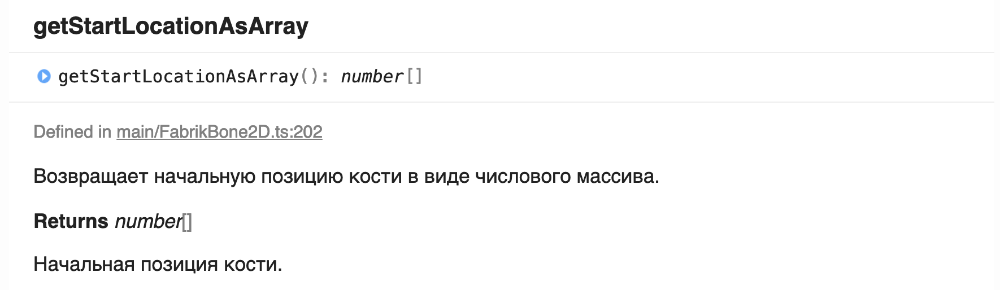 getStartLocationAsArray
getStartLocationAsArray(): number[]
Defined in main/FabrikBone2D.ts:202
Возвращает начальную позицию кости в виде числового массива.
Returns number[]
Начальная позиция кости.